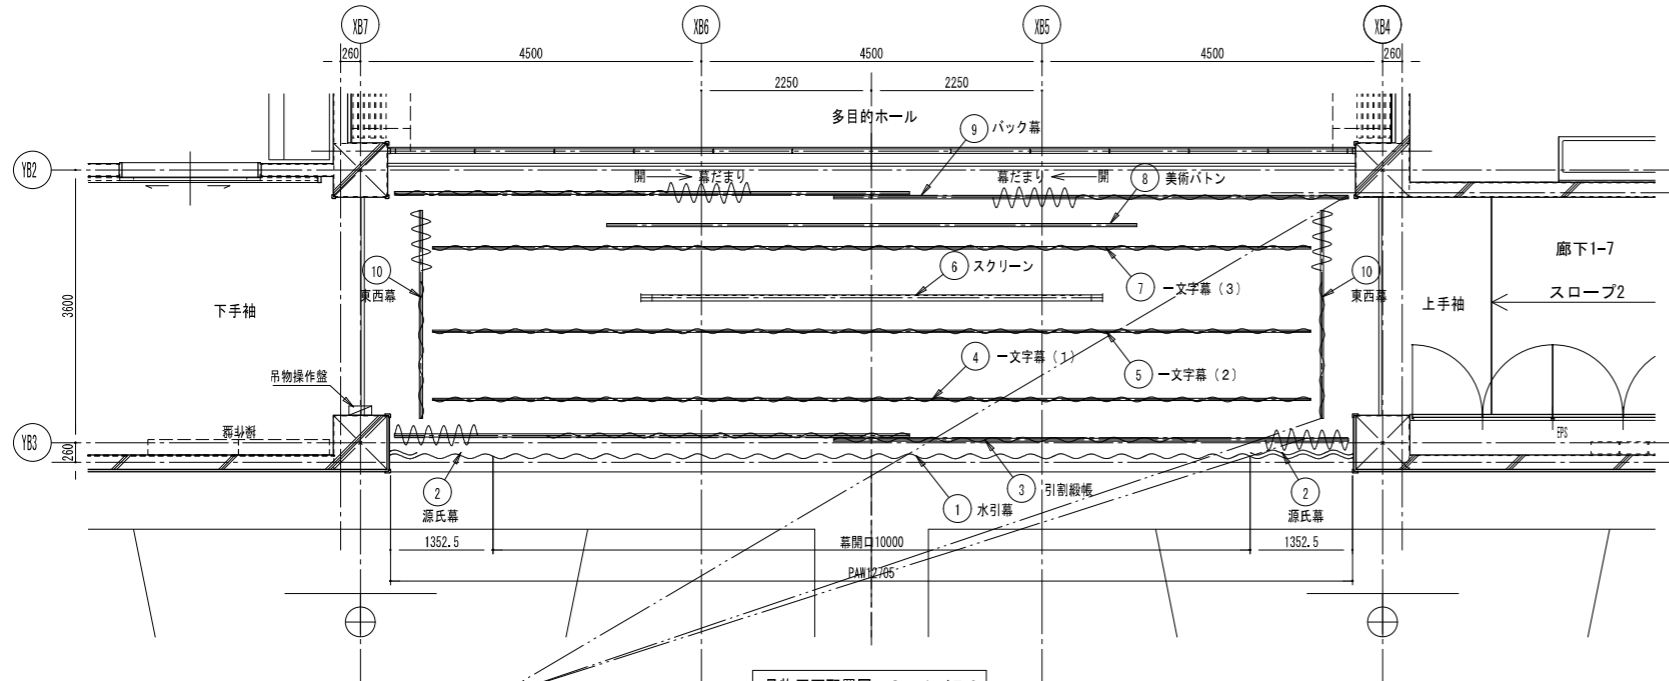 XB7
XB6
XB5
XB4
260
4500
4500
4500
260
2250
2250
多目的ホール
9 バック幕
YB2
開 幕だまり
幕だまり 開
8 美術バトン
10
東西幕
6 スクリーン
7 一文字幕(3)
10
東西幕
廊下1-7
スロープ2
上手袖
下手袖
3600
4 一文字幕(1)
5 一文字幕(2)
吊物操作盤
YB3
260
EPS
2
源氏幕
3 引割緞帳
1 水引幕
2
源氏幕
1352.5
幕開口10000
1352.5
PAW12705